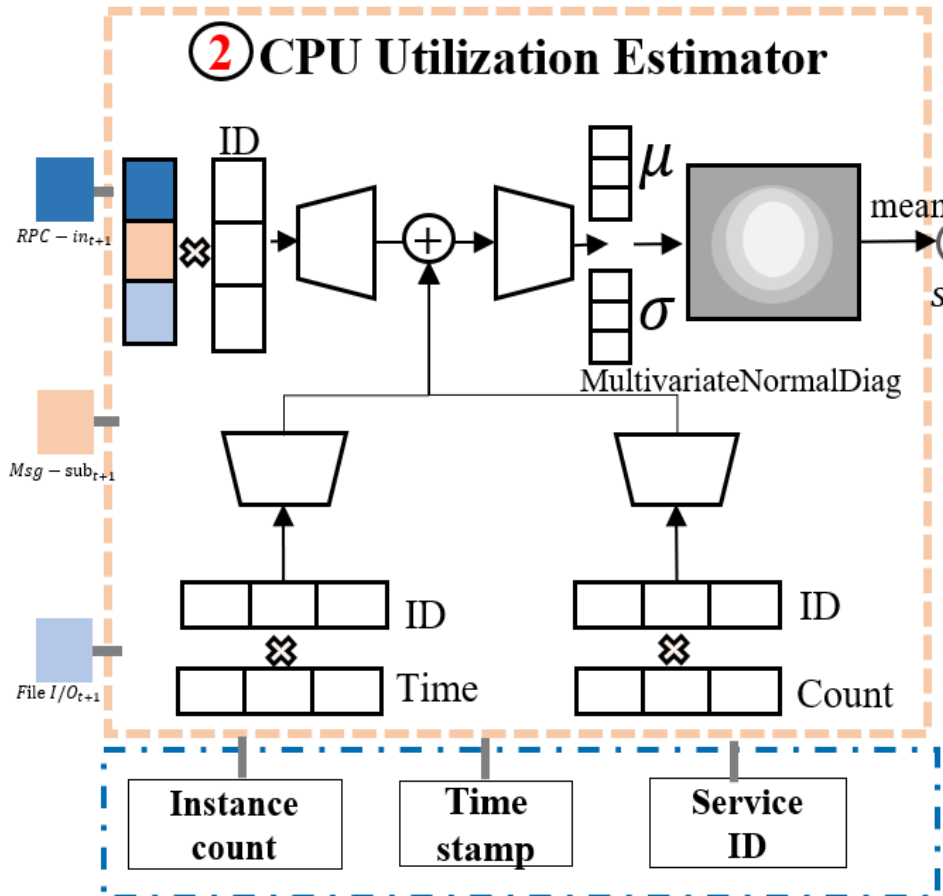 ② CPU Utilization Estimator
ID
μ
mean
RPC − in_{t+1}
+
σ
s
MultivariateNormalDiag
Msg − sub_{t+1}
ID
ID
File I/O_{t+1}
Time
Count
Instance
count
Time
stamp
Service
ID